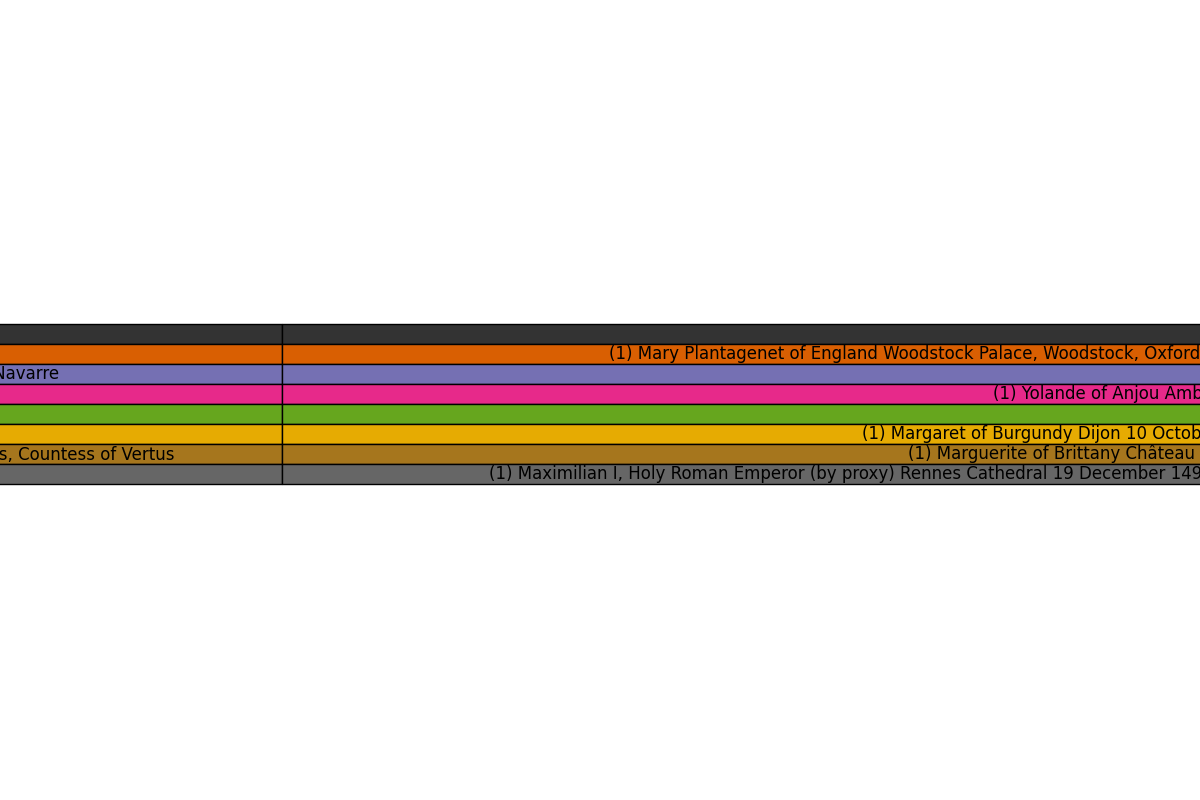 (1) Mary Plantagenet of England Woodstock Palace, Woodstock, Oxford
Navarre
(1) Yolande of Anjou Amb
(1) Margaret of Burgundy Dijon 10 Octob
s, Countess of Vertus (1) Marguerite of Brittany Château
(1) Maximilian I, Holy Roman Emperor (by proxy) Rennes Cathedral 19 December 149